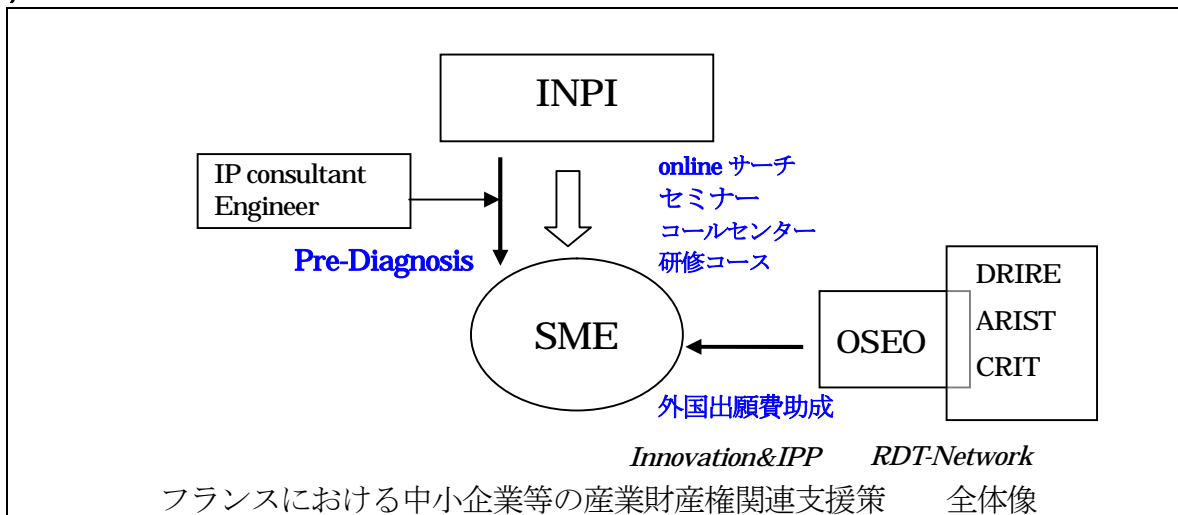 INPI
IP consultant
Engineer
online サーチ
セミナー
コールセンター
研修コース
Pre-Diagnosis
SME
OSEO
DRIRE
ARIST
CRIT
外国出願費助成
Innovation&IPP RDT-Network
フランスにおける中小企業等の産業財産権関連支援策 全体像